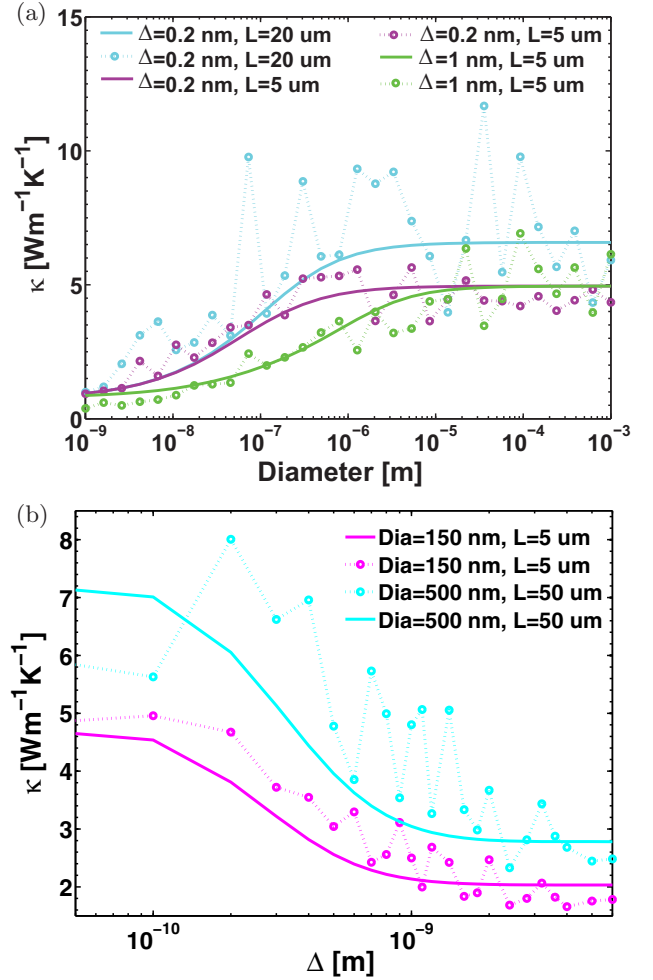 (a)
15
Δ=0.2 nm, L=20 um
Δ=0.2 nm, L=5 um
Δ=0.2 nm, L=20 um
Δ=1 nm, L=5 um
Δ=0.2 nm, L=5 um
Δ=1 nm, L=5 um
10
κ [Wm⁻¹K⁻¹]
5
0
10⁻⁹ 10⁻⁸ 10⁻⁷ 10⁻⁶ 10⁻⁵ 10⁻⁴ 10⁻³
Diameter [m]
(b)
8
Dia=150 nm, L=5 um
Dia=150 nm, L=5 um
Dia=500 nm, L=50 um
Dia=500 nm, L=50 um
7
6
5
κ [Wm⁻¹K⁻¹]
4
3
2
10⁻¹⁰ 10⁻⁹
Δ [m]